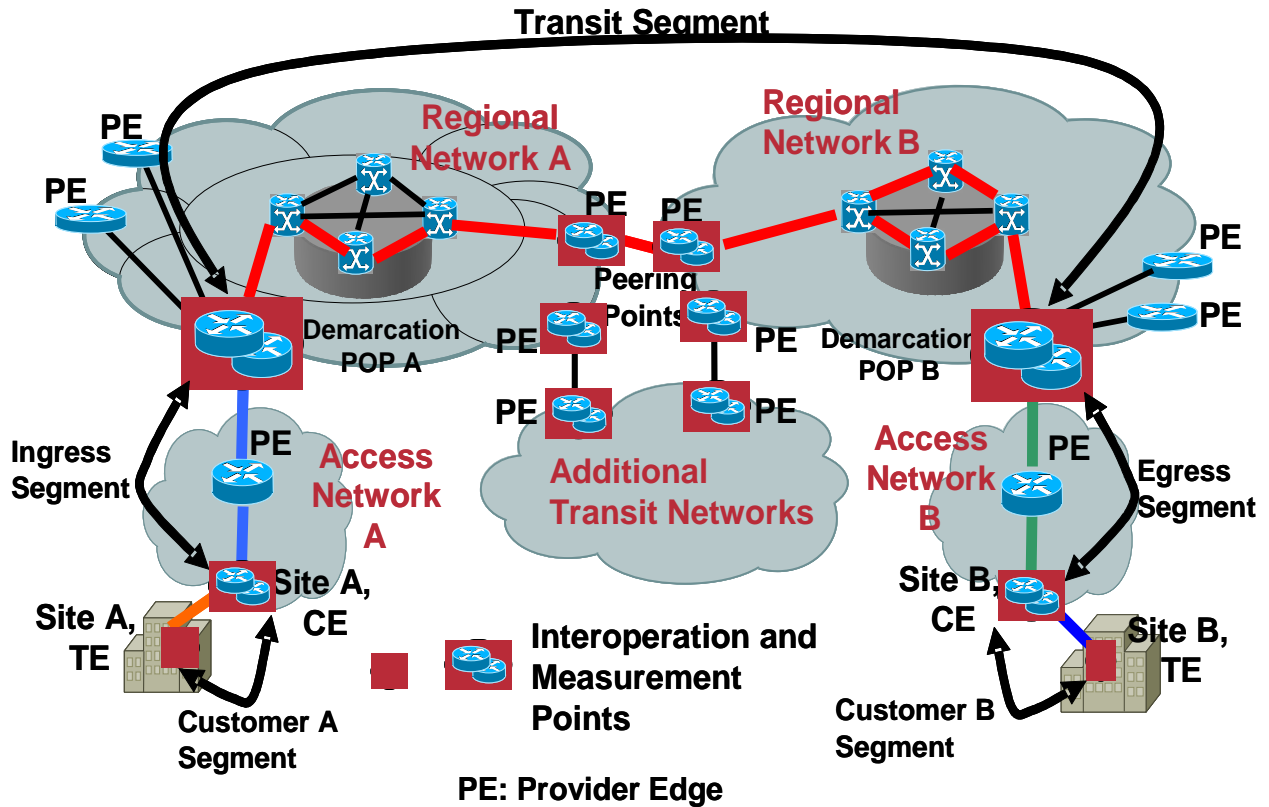 Transit Segment
PE
PE
Regional
Network A
Regional
Network B
PE
PE
Peering
Points
PE
PE
Demarcation
POP A
PE
PE
Demarcation
POP B
PE
PE
Ingress
Segment
PE
Access
Network
A
Additional
Transit Networks
Access
Network
B
PE
Egress
Segment
Site A,
CE
Site A,
TE
Site B,
CE
Site B,
TE
Interoperation and
Measurement
Points
Customer A
Segment
Customer B
Segment
PE: Provider Edge